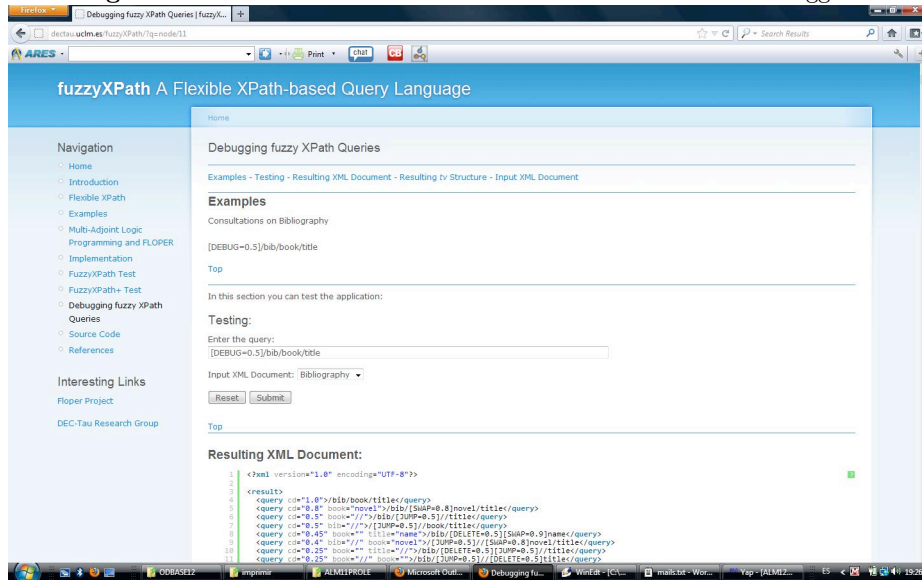 Firefox
Debugging fuzzy XPath Queries | fuzzyX...
dectau.uclm.es/fuzzyXPath/?q=node/11
Search Results
ARES
Print
chat
CB
fuzzyXPath A Flexible XPath-based Query Language
Home
Navigation
Home
Introduction
Flexible XPath
Examples
Multi-Adjoint Logic
Programming and FLOPER
Implementation
FuzzyXPath Test
FuzzyXPath+ Test
Debugging fuzzy XPath
Queries
Source Code
References
Interesting Links
Floper Project
DEC-Tau Research Group
Debugging fuzzy XPath Queries
Examples - Testing - Resulting XML Document - Resulting tv Structure - Input XML Document
Examples
Consultations on Bibliography
[DEBUG=0.5]/bib/book/title
Top
In this section you can test the application:
Testing:
Enter the query:
[DEBUG=0.5]/bib/book/title
Input XML Document: Bibliography
Reset Submit
Top
Resulting XML Document:
1 <?xml version="1.0" encoding="UTF-8"?>
2
3 <result>
4 <query cd="1.0">/bib/book/title</query>
5 <query cd="0.8" book="novel">/bib/[SWAP=0.8]novel/title</query>
6 <query cd="0.5" book="//">/bib/[JUMP=0.5]//title</query>
7 <query cd="0.5" bib="//">/[JUMP=0.5]//book/title</query>
8 <query cd="0.45" book="" title="name">/bib/[DELETE=0.5][SWAP=0.9]name</query>
9 <query cd="0.4" bib="//" book="novel">/[JUMP=0.5]//[SWAP=0.8]novel/title</query>
10 <query cd="0.25" book="" title="//">/bib/[DELETE=0.5][JUMP=0.5]//title</query>
11 <query cd="0.25" bib="//" book="">/bib/[JUMP=0.5]//[DELETE=0.5]title</query>
ODBASE12 imprimir ALM11PROLE Microsoft Outl... Debugging fu... WinEdt - [C:\... mails.txt - Wor... Yap - [ALM12... ES